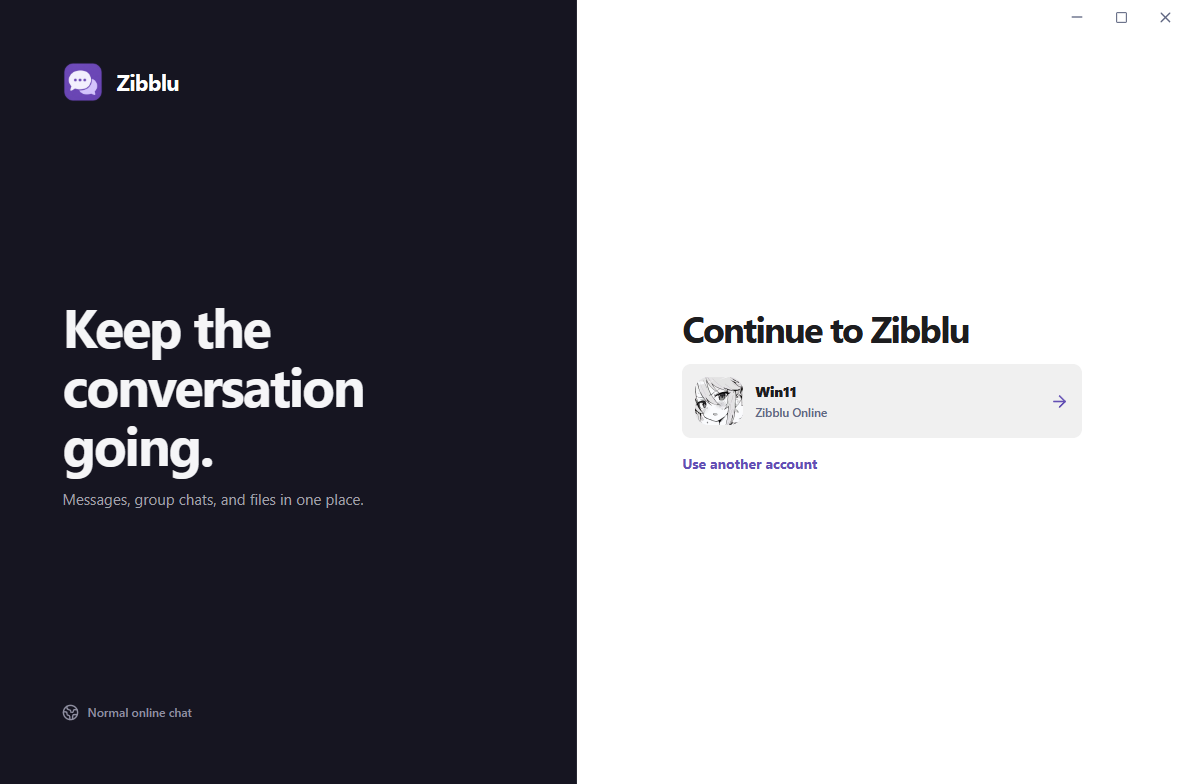 Zibblu
Keep the
conversation
going.
Messages, group chats, and files in one place.
Normal online chat
Continue to Zibblu
Win11
Zibblu Online
Use another account